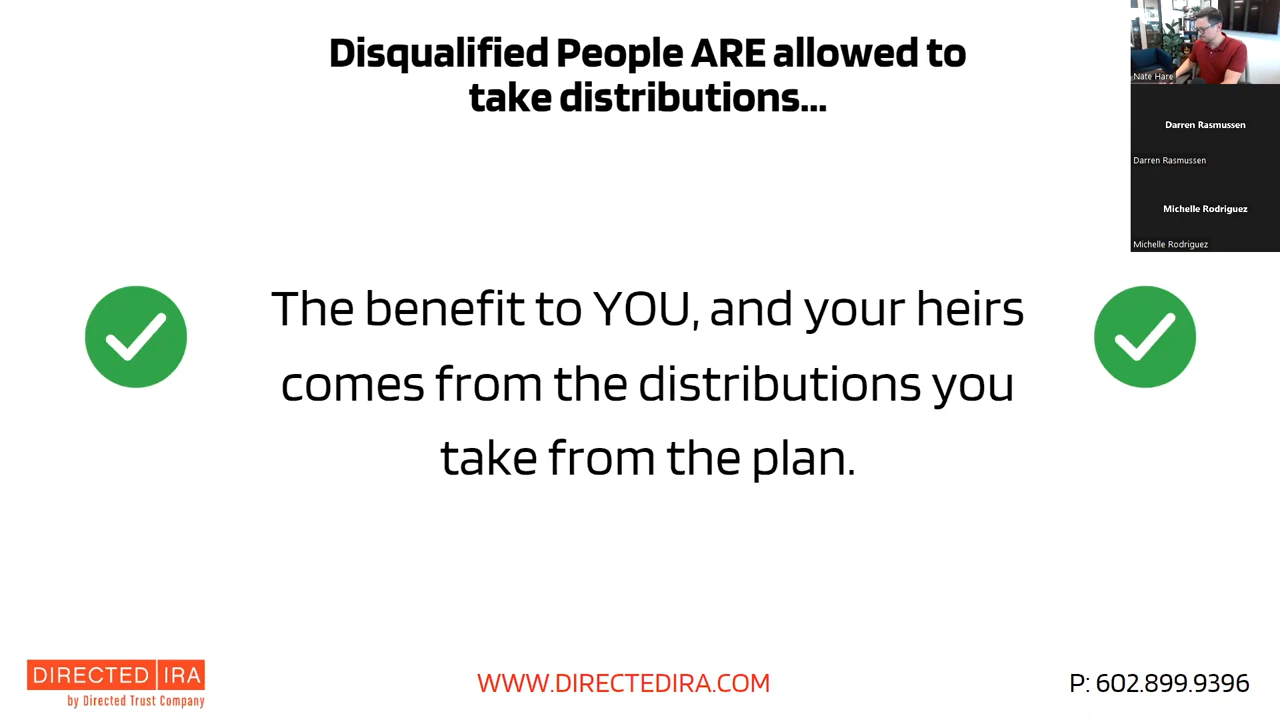 Disqualified People ARE allowed to
take distributions...
Nate Hare
Darren Rasmussen
Darren Rasmussen
Michelle Rodriguez
Michelle Rodriguez
The benefit to YOU, and your heirs
comes from the distributions you
take from the plan.
DIRECTED IRA
by Directed Trust Company
WWW.DIRECTEDIRA.COM
P: 602.899.9396